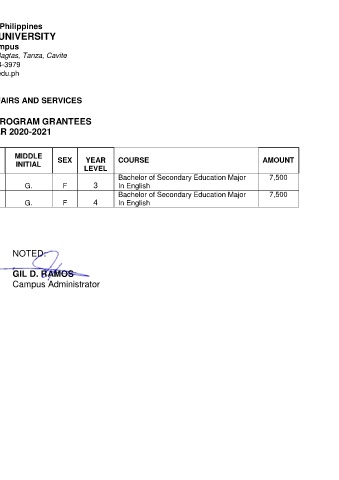 Philippines
UNIVERSITY
mpus
Bagtas, Tanza, Cavite
-3979
edu.ph
AIRS AND SERVICES
ROGRAM GRANTEES
R 2020-2021
MIDDLE INITIAL SEX YEAR LEVEL COURSE AMOUNT
G. F 3 Bachelor of Secondary Education Major In English 7,500
G. F 4 Bachelor of Secondary Education Major In English 7,500
NOTED:
GIL D. RAMOS
Campus Administrator